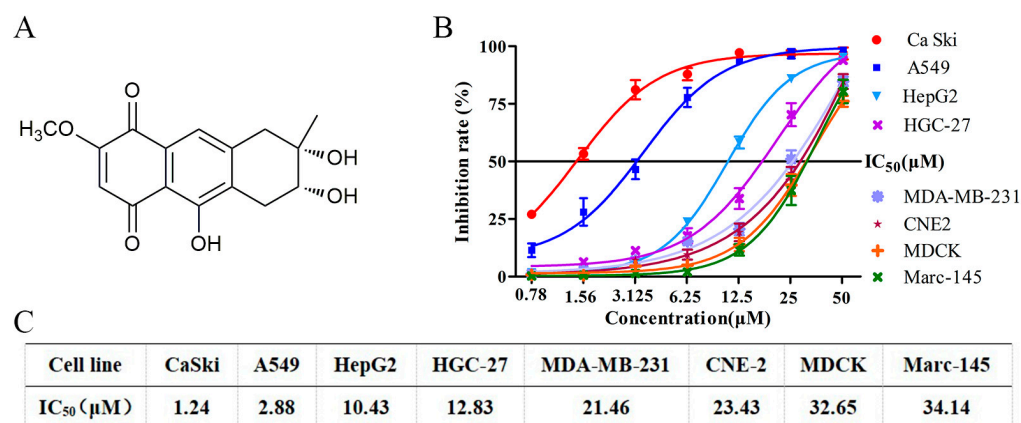 A
O
H₃CO
OH
OH
O
OH
B
Inhibition rate (%)
100
75
50
25
0
0.78 1.56 3.125 6.25 12.5 25 50
Concentration(μM)
Ca Ski
A549
HepG2
HGC-27
IC₅₀(μM)
MDA-MB-231
CNE2
MDCK
Marc-145
C
Cell line CaSki A549 HepG2 HGC-27 MDA-MB-231 CNE-2 MDCK Marc-145
IC₅₀（μM） 1.24 2.88 10.43 12.83 21.46 23.43 32.65 34.14